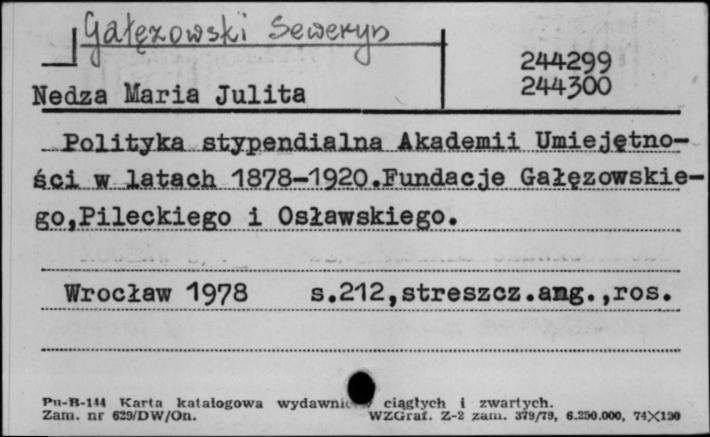 Gałęzowski Seweryn
244299
244300
Nedza Maria Julita
Polityka stypendialna Akademii Umiejętno-
ści w latach 1878-1920.Fundacje Gałęzowskie-
go,Pileckiego i Osławskiego.
Wrocław 1978 s.212,streszcz.ang.,ros.
Pu-B-144 Karta katalogowa ciągłych i zwartych.
Zam. nr 629/DW/On. WZGraf. Z-2 zam. 379/79, 6.250.000, 74X120